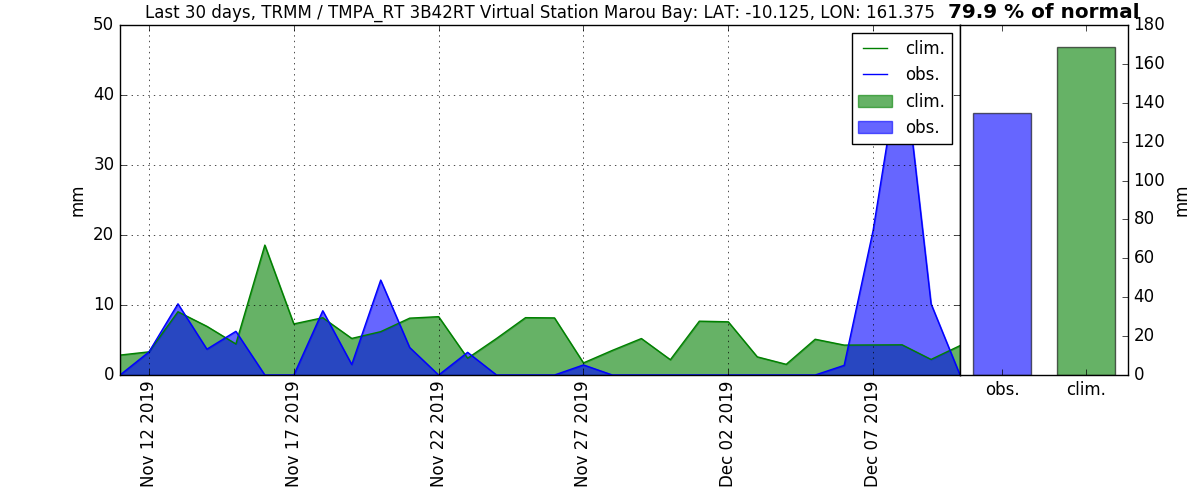 Last 30 days, TRMM / TMPA_RT 3B42RT Virtual Station Marou Bay: LAT: -10.125, LON: 161.375 79.9 % of normal
50
40
30
20
10
0
mm
clim.
obs.
clim.
obs.
Nov 12 2019
Nov 17 2019
Nov 22 2019
Nov 27 2019
Dec 02 2019
Dec 07 2019
180
160
140
120
100
80
60
40
20
0
mm
obs. clim.